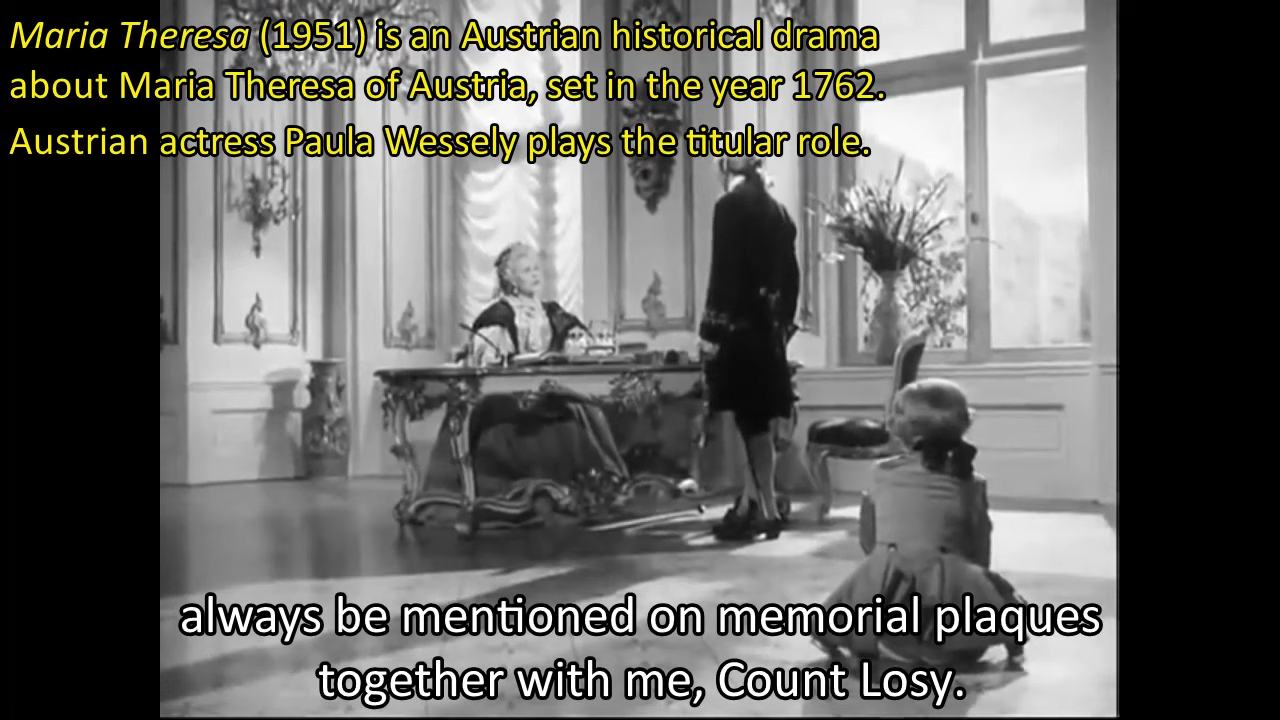 Maria Theresa (1951) is an Austrian historical drama
about Maria Theresa of Austria, set in the year 1762.
Austrian actress Paula Wessely plays the titular role.
always be mentioned on memorial plaques
together with me, Count Losy.